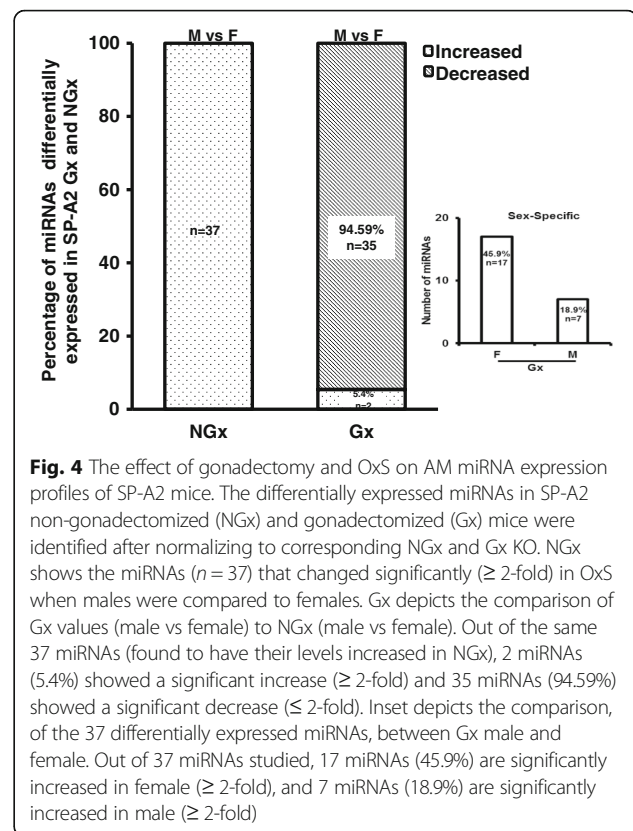 M vs F
M vs F
Increased
Decreased
100
80
60
40
20
0
Percentage of miRNAs differentially
expressed in SP-A2 Gx and NGx
n=37
94.59%
n=35
5.4%
n=2
NGx
Gx
Sex-Specific
20
10
0
Number of miRNAs
45.9%
n=17
18.9%
n=7
F
M
Gx
Fig. 4 The effect of gonadectomy and OxS on AM miRNA expression
profiles of SP-A2 mice. The differentially expressed miRNAs in SP-A2
non-gonadectomized (NGx) and gonadectomized (Gx) mice were
identified after normalizing to corresponding NGx and Gx KO. NGx
shows the miRNAs (n = 37) that changed significantly (≥ 2-fold) in OxS
when males were compared to females. Gx depicts the comparison of
Gx values (male vs female) to NGx (male vs female). Out of the same
37 miRNAs (found to have their levels increased in NGx), 2 miRNAs
(5.4%) showed a significant increase (≥ 2-fold) and 35 miRNAs (94.59%)
showed a significant decrease (≤ 2-fold). Inset depicts the comparison,
of the 37 differentially expressed miRNAs, between Gx male and
female. Out of 37 miRNAs studied, 17 miRNAs (45.9%) are significantly
increased in female (≥ 2-fold), and 7 miRNAs (18.9%) are significantly
increased in male (≥ 2-fold)